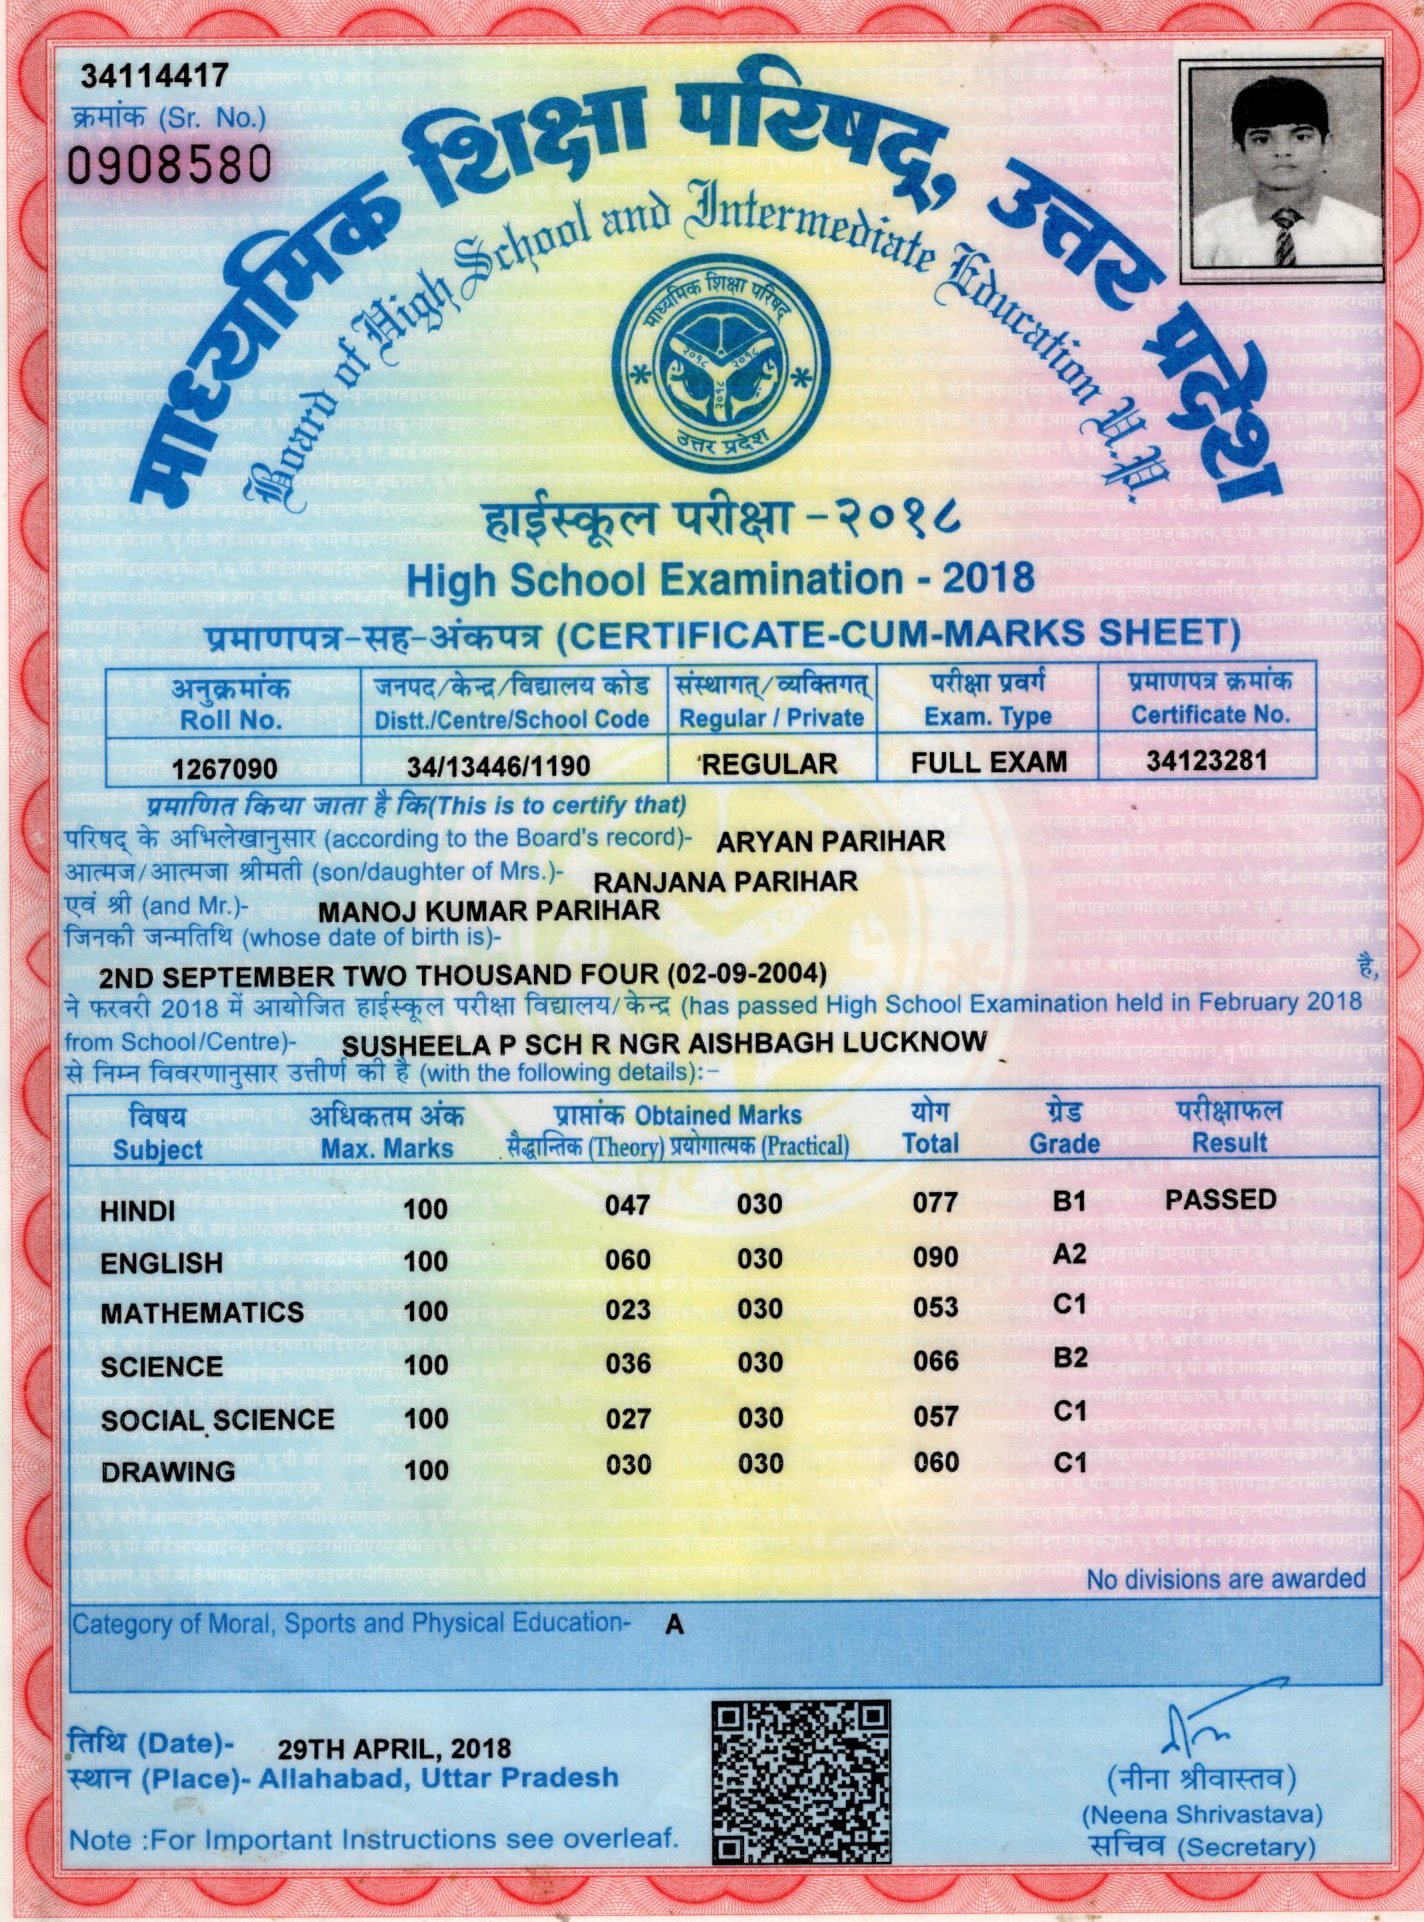 34114417
क्रमांक (Sr. No.)
0908580
माध्यमिक शिक्षा परिषद्, उत्तर प्रदेश
Board of High School and Intermediate Education U.P.
माध्यमिक शिक्षा परिषद
२०१८ २०१८
२०१८
उत्तर प्रदेश
हाईस्कूल परीक्षा -२०१८
High School Examination - 2018
प्रमाणपत्र-सह-अंकपत्र (CERTIFICATE-CUM-MARKS SHEET)
अनुक्रमांक जनपद/केन्द्र/विद्यालय कोड संस्थागत्/व्यक्तिगत् परीक्षा प्रवर्ग प्रमाणपत्र क्रमांक
Roll No. Distt./Centre/School Code Regular / Private Exam. Type Certificate No.
1267090 34/13446/1190 REGULAR FULL EXAM 34123281
प्रमाणित किया जाता है कि(This is to certify that)
परिषद् के अभिलेखानुसार (according to the Board's record)- ARYAN PARIHAR
आत्मज/आत्मजा श्रीमती (son/daughter of Mrs.)- RANJANA PARIHAR
एवं श्री (and Mr.)- MANOJ KUMAR PARIHAR
जिनकी जन्मतिथि (whose date of birth is)-
2ND SEPTEMBER TWO THOUSAND FOUR (02-09-2004) है,
ने फरवरी 2018 में आयोजित हाईस्कूल परीक्षा विद्यालय/केन्द्र (has passed High School Examination held in February 2018
from School/Centre)- SUSHEELA P SCH R NGR AISHBAGH LUCKNOW
से निम्न विवरणानुसार उत्तीर्ण की है (with the following details):-
विषय अधिकतम अंक प्राप्तांक Obtained Marks योग ग्रेड परीक्षाफल
Subject Max. Marks सैद्धान्तिक (Theory) प्रयोगात्मक (Practical) Total Grade Result
HINDI 100 047 030 077 B1 PASSED
ENGLISH 100 060 030 090 A2
MATHEMATICS 100 023 030 053 C1
SCIENCE 100 036 030 066 B2
SOCIAL SCIENCE 100 027 030 057 C1
DRAWING 100 030 030 060 C1
No divisions are awarded
Category of Moral, Sports and Physical Education- A
तिथि (Date)- 29TH APRIL, 2018
स्थान (Place)- Allahabad, Uttar Pradesh
Note :For Important Instructions see overleaf.
(नीना श्रीवास्तव)
(Neena Shrivastava)
सचिव (Secretary)